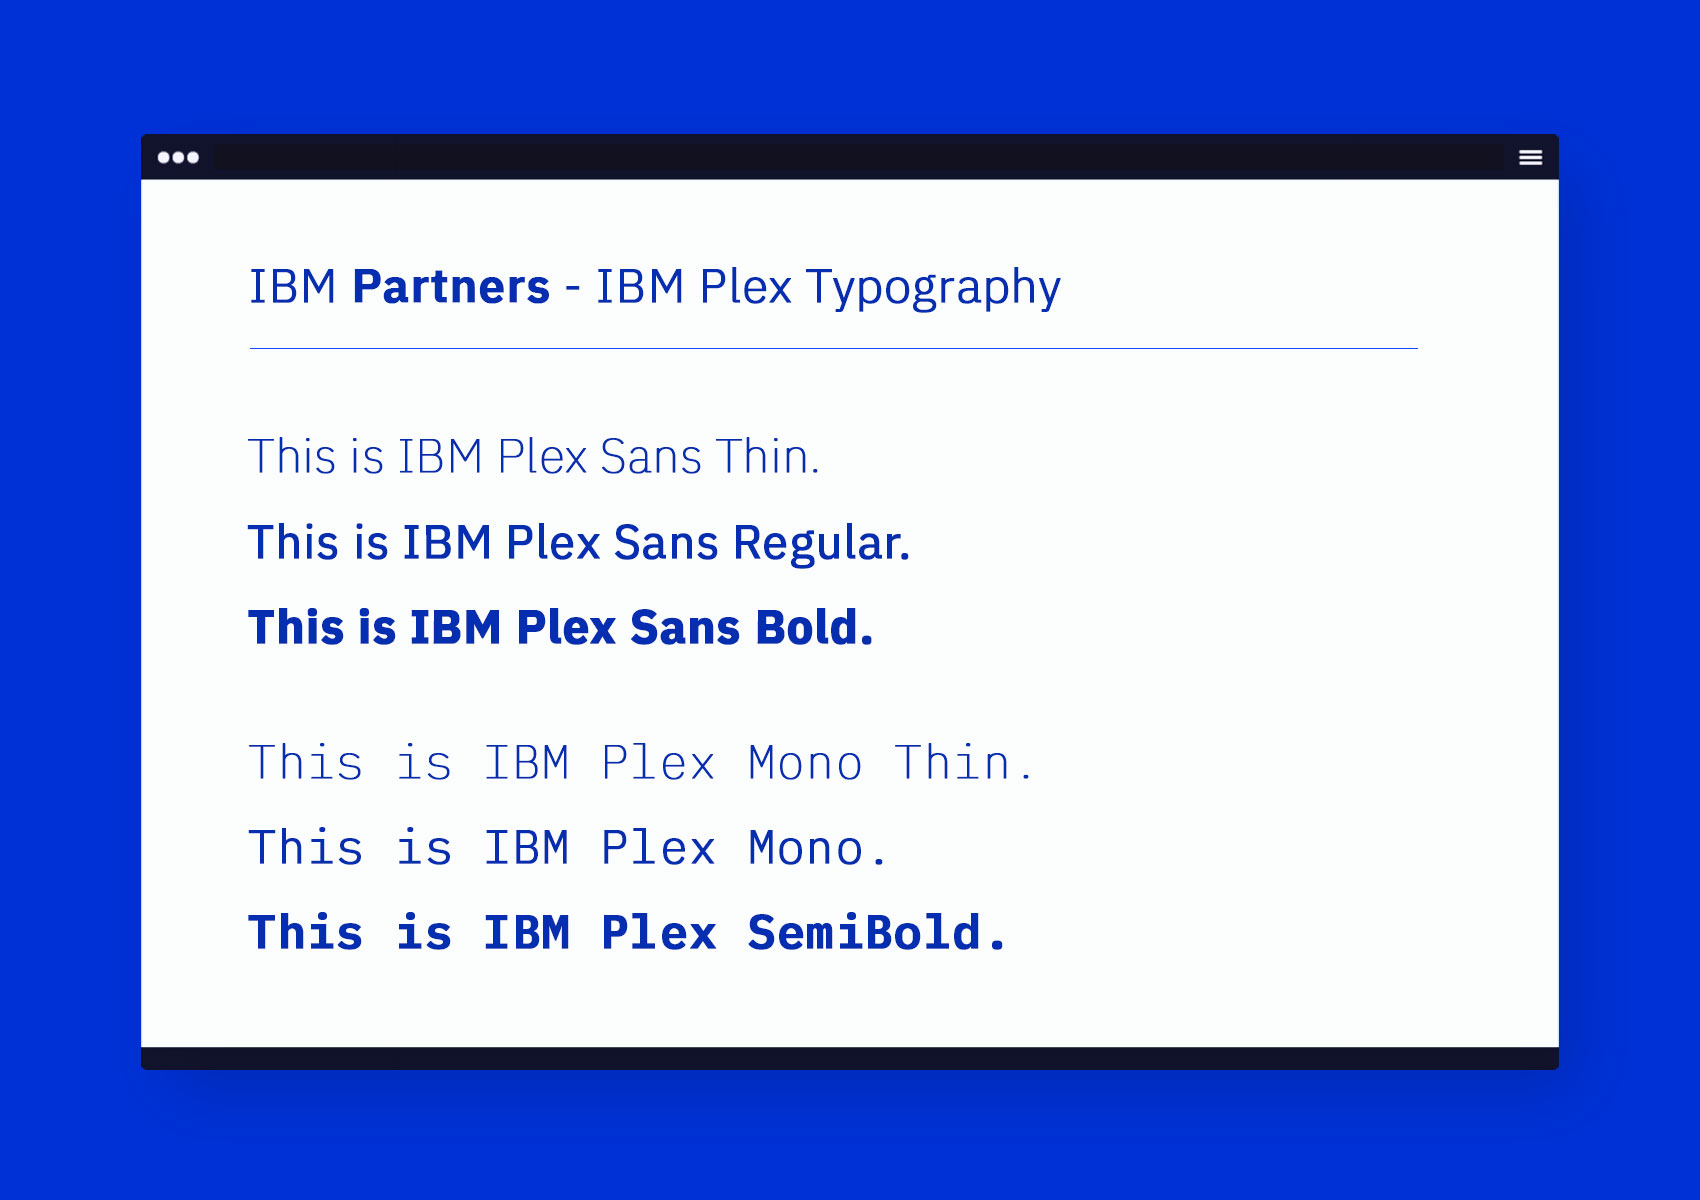 IBM Partners - IBM Plex Typography
This is IBM Plex Sans Thin.
This is IBM Plex Sans Regular.
This is IBM Plex Sans Bold.
This is IBM Plex Mono Thin.
This is IBM Plex Mono.
This is IBM Plex SemiBold.